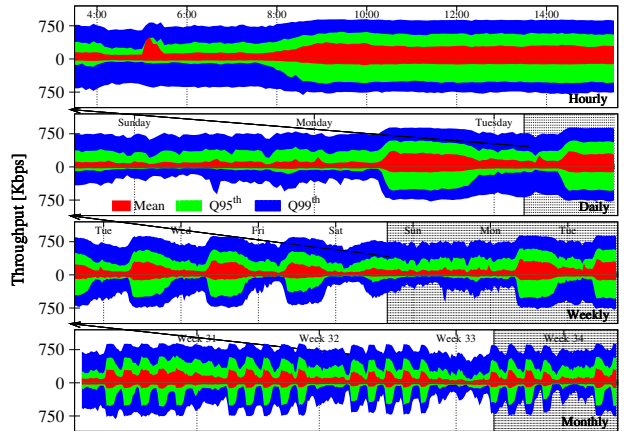 4:00 6:00 8:00 10:00 12:00 14:00
750
0
750
Hourly
Sunday Monday Tuesday
750
0
750
Mean Q95th Q99th
Daily
Throughput [Kbps]
Tue Wed Fri Sat Sun Mon Tue
750
0
750
Weekly
Week 31 Week 32 Week 33 Week 34
750
0
750
Monthly